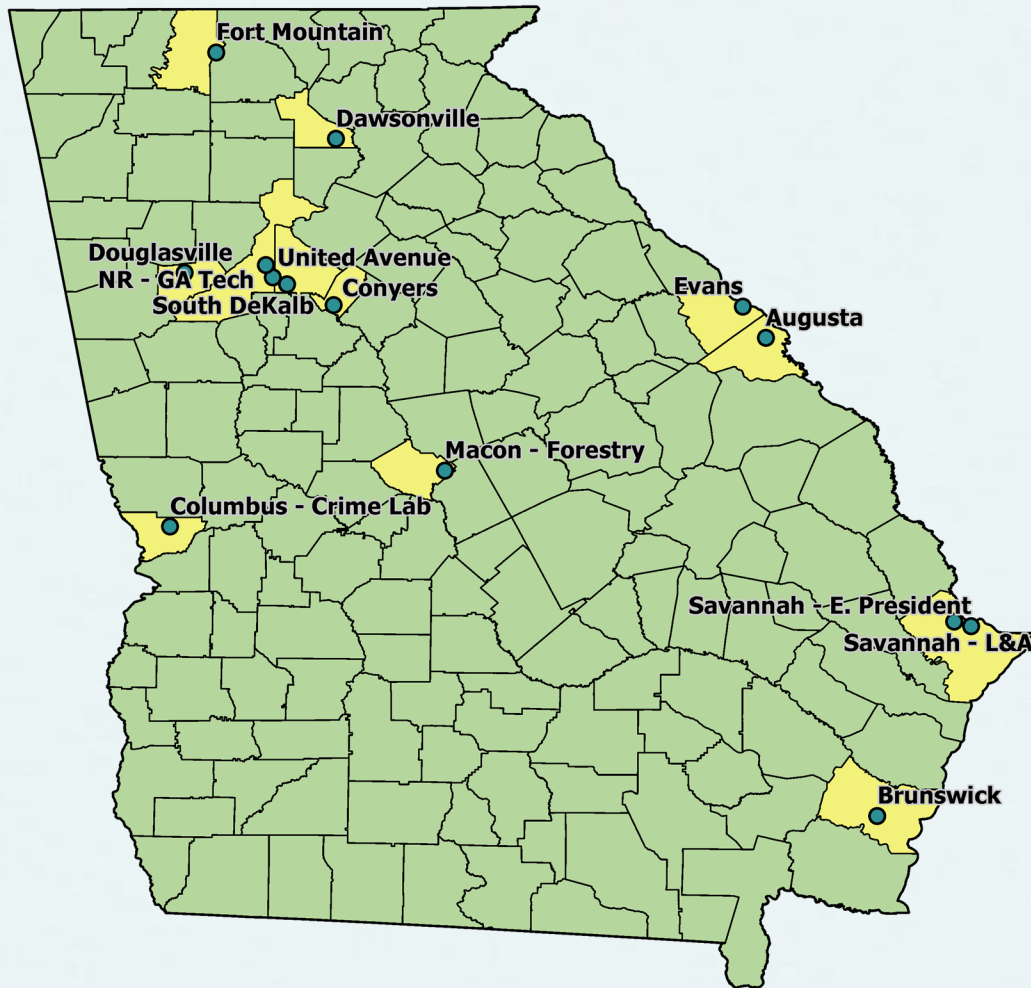 Fort Mountain
Dawsonville
Douglasville
United Avenue
NR - GA Tech
Conyers
South DeKalb
Evans
Augusta
Macon - Forestry
Columbus - Crime Lab
Savannah - E. President
Savannah - L&A
Brunswick